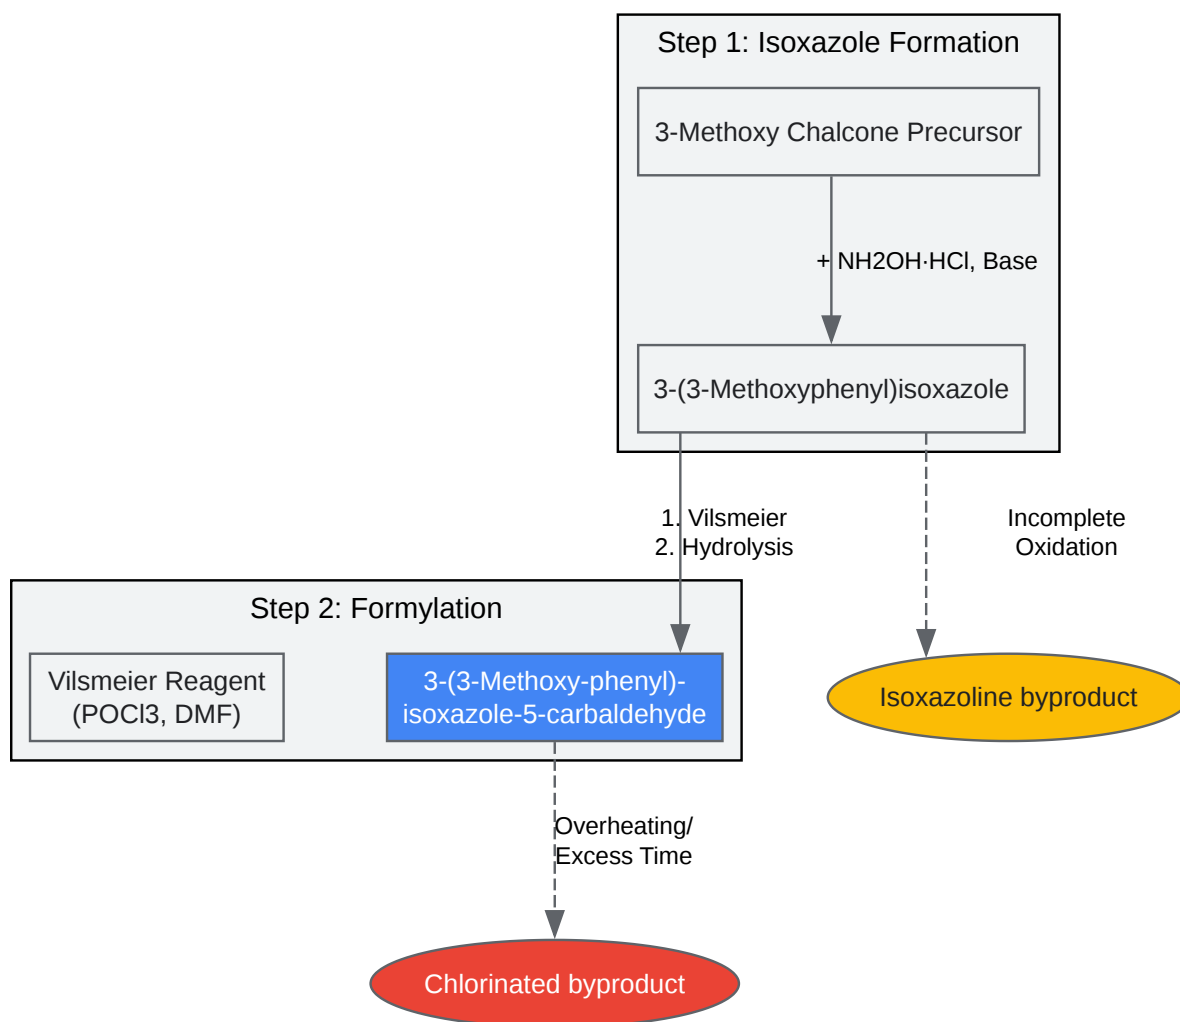 Step 1: Isoxazole Formation
3-Methoxy Chalcone Precursor
+ NH2OH·HCl, Base
3-(3-Methoxyphenyl)isoxazole
1. Vilsmeier
2. Hydrolysis
Incomplete
Oxidation
Step 2: Formylation
Vilsmeier Reagent
(POCl3, DMF)
3-(3-Methoxy-phenyl)-
isoxazole-5-carbaldehyde
Isoxazoline byproduct
Overheating/
Excess Time
Chlorinated byproduct